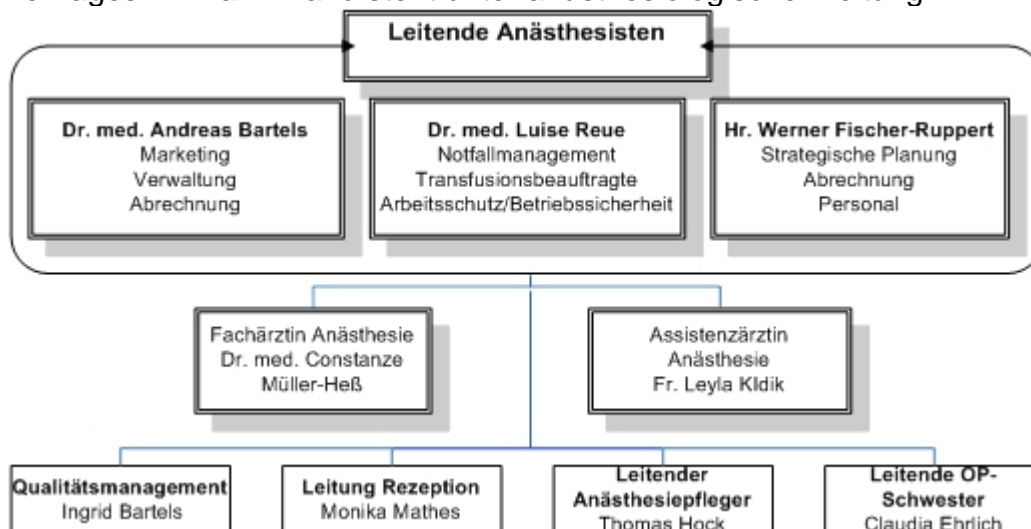 Leitende Anästhesisten
Dr. med. Andreas Bartels
Marketing
Verwaltung
Abrechnung
Dr. med. Luise Reue
Notfallmanagement
Transfusionsbeauftragte
Arbeitsschutz/Betriebssicherheit
Hr. Werner Fischer-Ruppert
Strategische Planung
Abrechnung
Personal
Fachärztin Anästhesie
Dr. med. Constanze
Müller-Heß
Assistenzärztin
Anästhesie
Fr. Leyla Kldik
Qualitätsmanagement
Ingrid Bartels
Leitung Rezeption
Monika Mathes
Leitender
Anästhesiepfleger
Thomas Hock
Leitende OP-
Schwester
Claudia Ehrlich